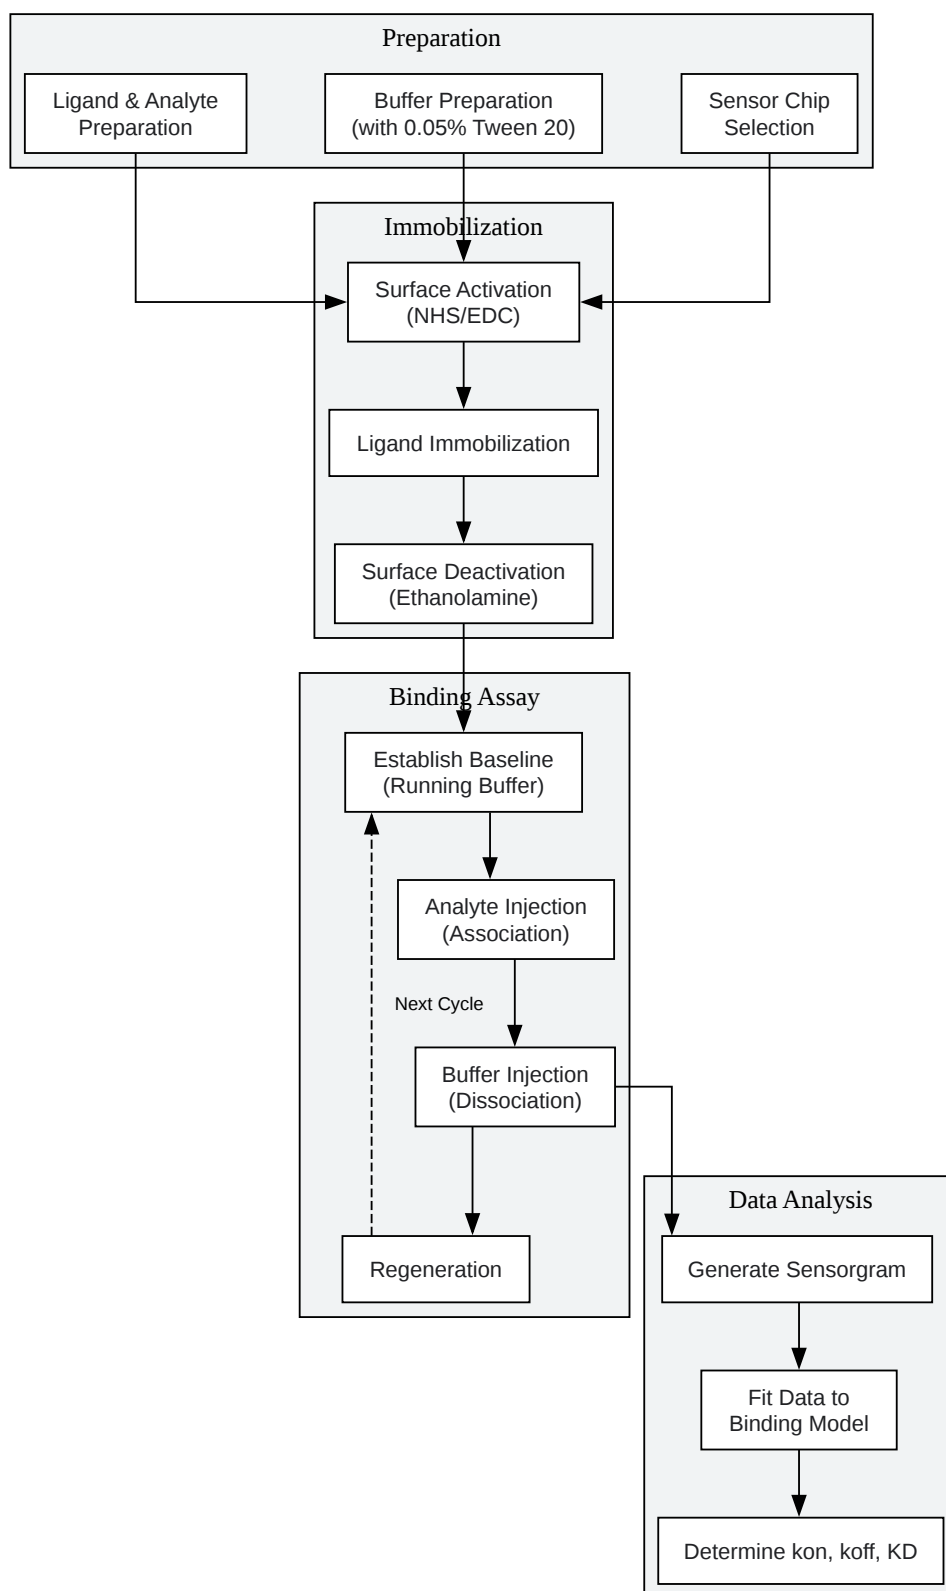 Preparation
Ligand & Analyte
Preparation
Buffer Preparation
(with 0.05% Tween 20)
Sensor Chip
Selection
Immobilization
Surface Activation
(NHS/EDC)
Ligand Immobilization
Surface Deactivation
(Ethanolamine)
Binding Assay
Establish Baseline
(Running Buffer)
Analyte Injection
(Association)
Next Cycle
Buffer Injection
(Dissociation)
Regeneration
Data Analysis
Generate Sensorgram
Fit Data to
Binding Model
Determine kon, koff, KD